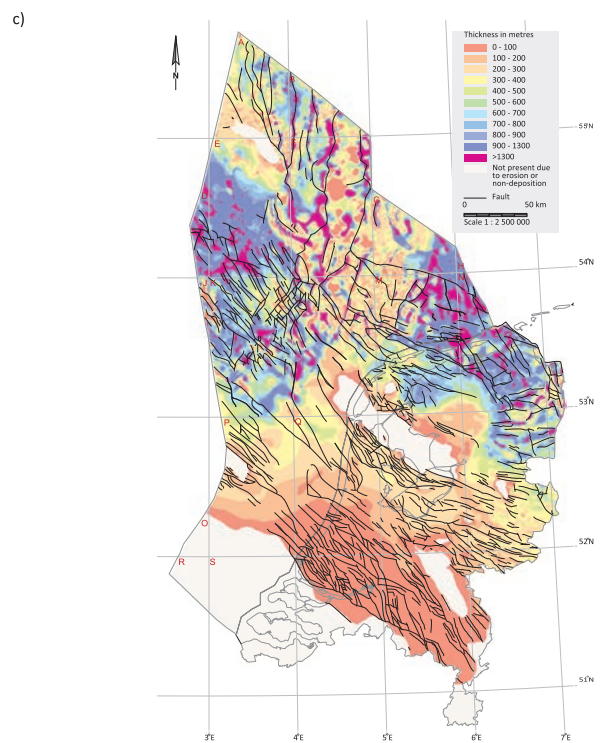 c)
N
Thickness in metres
0 - 100
100 - 200
200 - 300
300 - 400
400 - 500
500 - 600
600 - 700
700 - 800
800 - 900
900 - 1300
>1300
Not present due
to erosion or
non-deposition
Fault
0 50 km
Scale 1 : 2 500 000
A
B
E
D
F
G
J K
M
P Q
O
R S
55°N
54°N
53°N
52°N
51°N
3°E 4°E 5°E 6°E 7°E